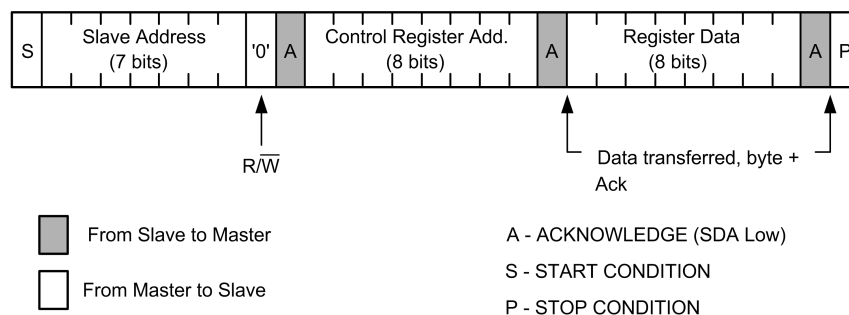 S Slave Address (7 bits) '0' A Control Register Add. (8 bits) A Register Data (8 bits) A P
R/W̅
Data transferred, byte +
Ack
From Slave to Master
From Master to Slave
A - ACKNOWLEDGE (SDA Low)
S - START CONDITION
P - STOP CONDITION